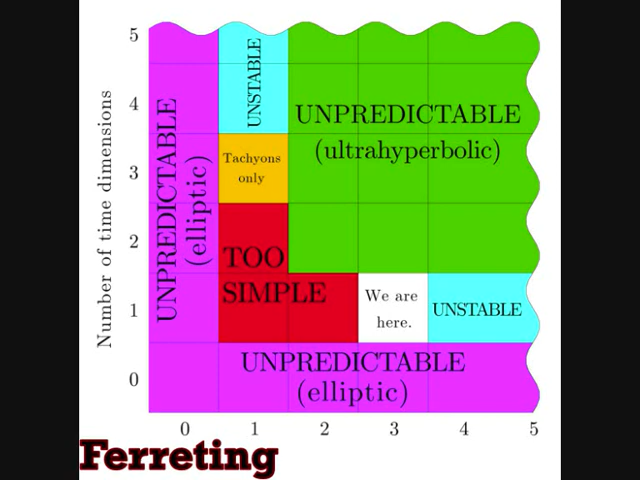 5
4
3
2
1
0
Number of time dimensions
UNPREDICTABLE
(elliptic)
UNSTABLE
UNPREDICTABLE
(ultrahyperbolic)
Tachyons
only
TOO
SIMPLE
We are
here.
UNSTABLE
UNPREDICTABLE
(elliptic)
0 1 2 3 4 5
Ferreting